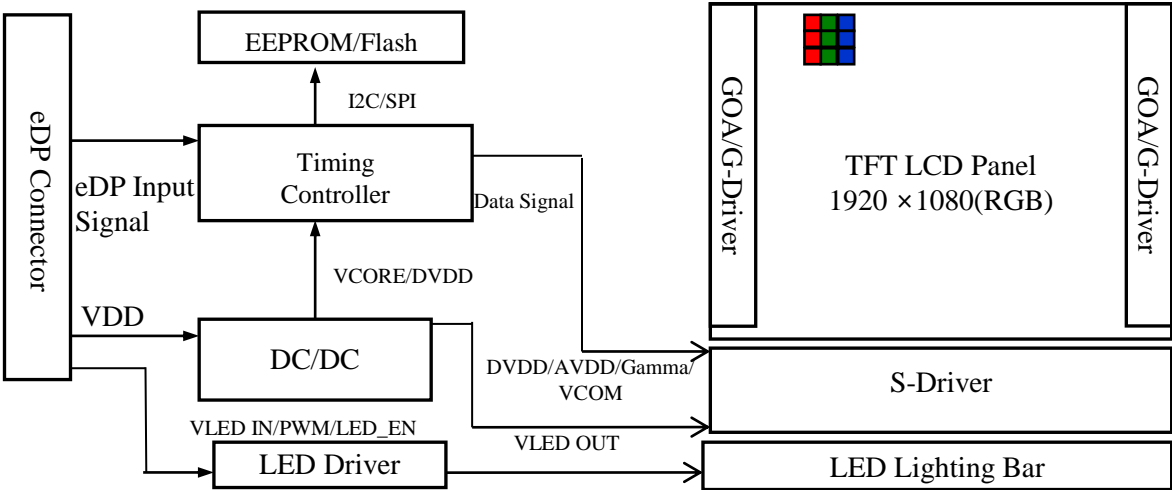 EEPROM/Flash
I2C/SPI
eDP Connector
eDP Input
Signal
Timing
Controller
Data Signal
VCORE/DVDD
VDD
DC/DC
DVDD/AVDD/Gamma/
VCOM
VLED IN/PWM/LED_EN
VLED OUT
LED Driver
GOA/G-Driver
TFT LCD Panel
1920 ×1080(RGB)
GOA/G-Driver
S-Driver
LED Lighting Bar